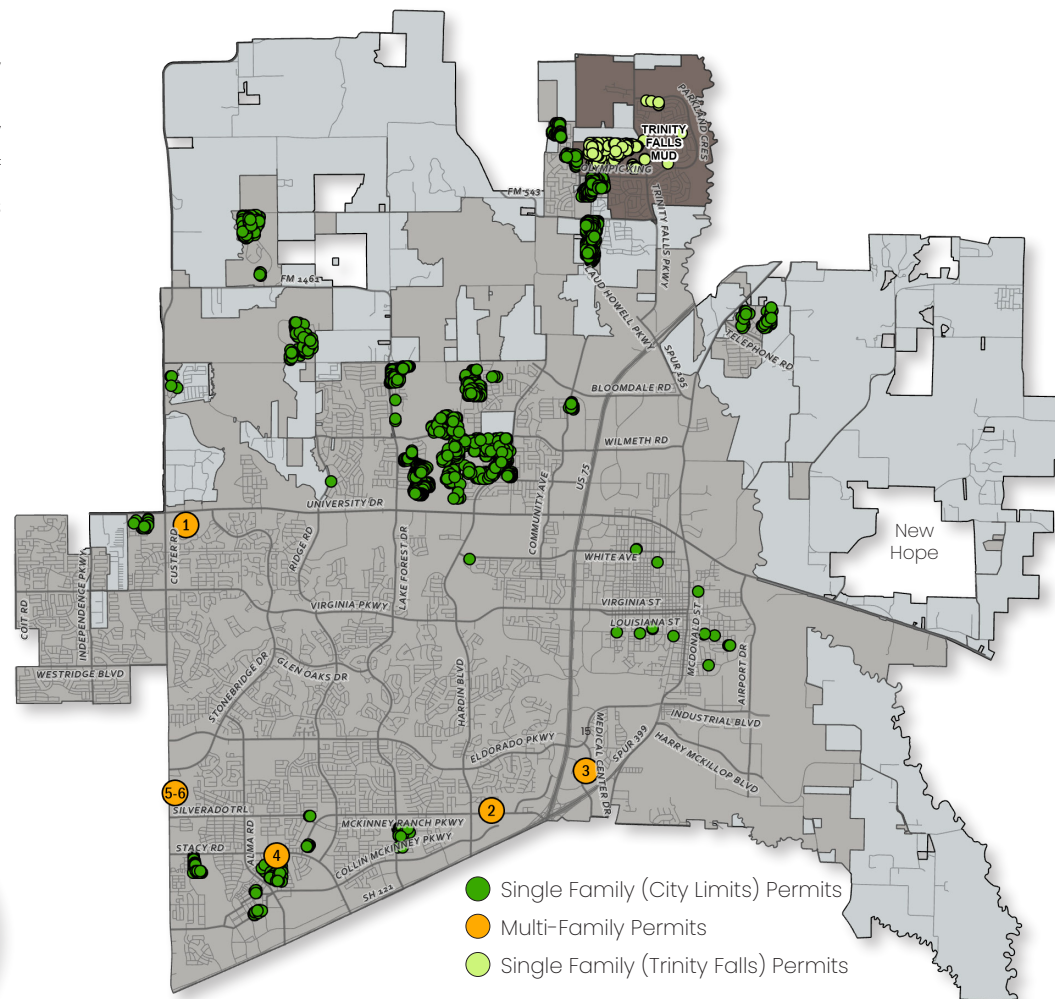 PARKLAND CRES
TRINITY
FALLS
MUD
OLYMPIC KING
FM 543
TRINITY FALLS PKWY
FM 1461
LAUD HOWELL PKWY
TELEPHONE RD
SPUR 195
BLOOMDALE RD
WILMETH RD
US 75
UNIVERSITY DR
COMMUNITY AVE
New
Hope
1
CUSTER RD
RIDGE RD
LAKE FOREST DR
WHITE AVE
INDEPENDENCE PKWY
COIT RD
VIRGINIA PKWY
VIRGINIA ST
LOUISIANA ST
MCDONALD ST
AIRPORT DR
WESTRIDGE BLVD
STONEBRIDGE DR
GLEN OAKS DR
HARDIN BLVD
INDUSTRIAL BLVD
ELDORADO PKWY
15
MEDICAL CENTER DR
SPUR 399
HARRY MCKILLOP BLVD
3
5-6
SILVERADO TRL
2
MCKINNEY RANCH PKWY
STACY RD
ALMA RD
4
COLLIN MCKINNEY PKWY
SH 121
Single Family (City Limits) Permits
Multi-Family Permits
Single Family (Trinity Falls) Permits